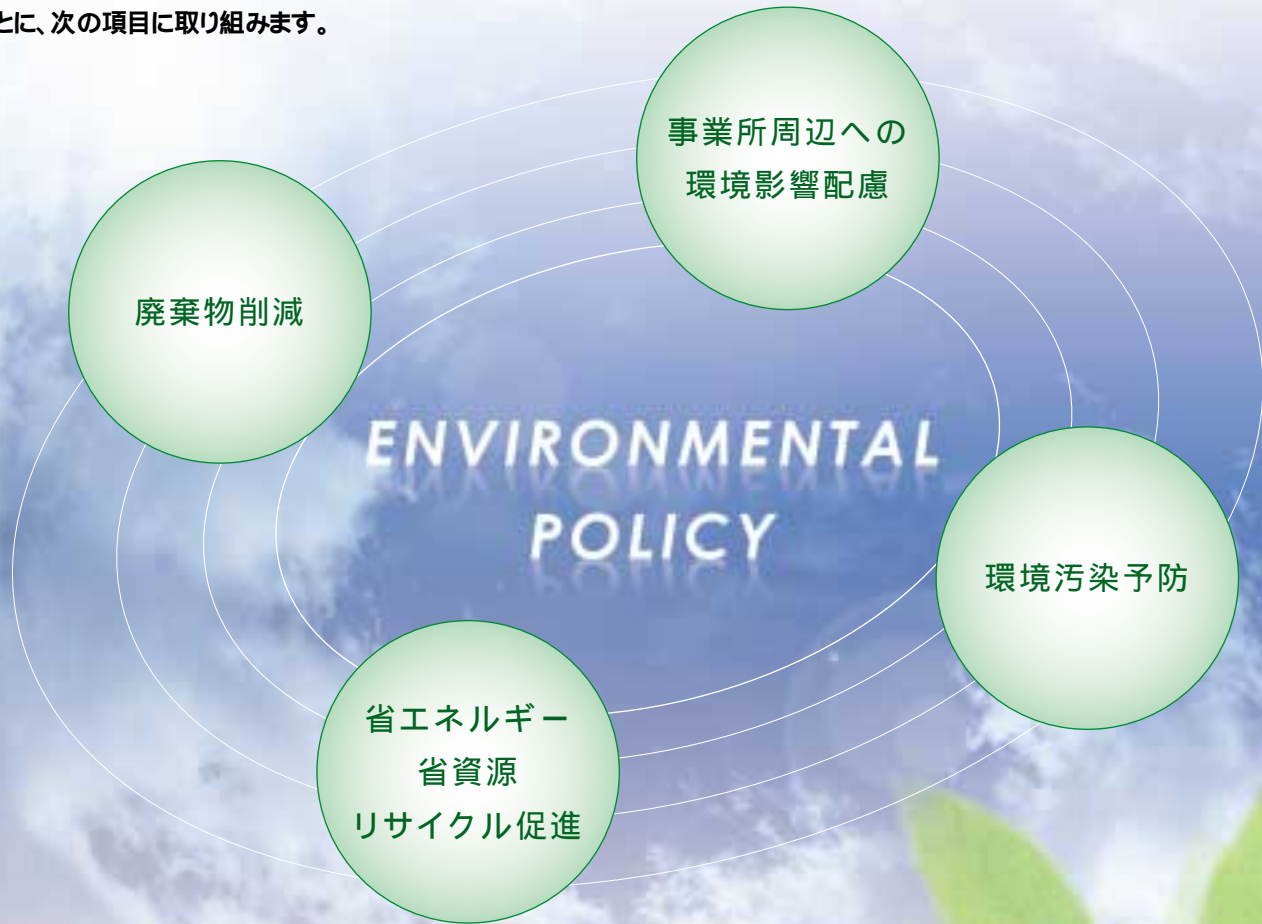 とに、次の項目に取り組みます。
事業所周辺への
環境影響配慮
廃棄物削減
ENVIRONMENTAL
POLICY
環境汚染予防
省エネルギー
省資源
リサイクル促進